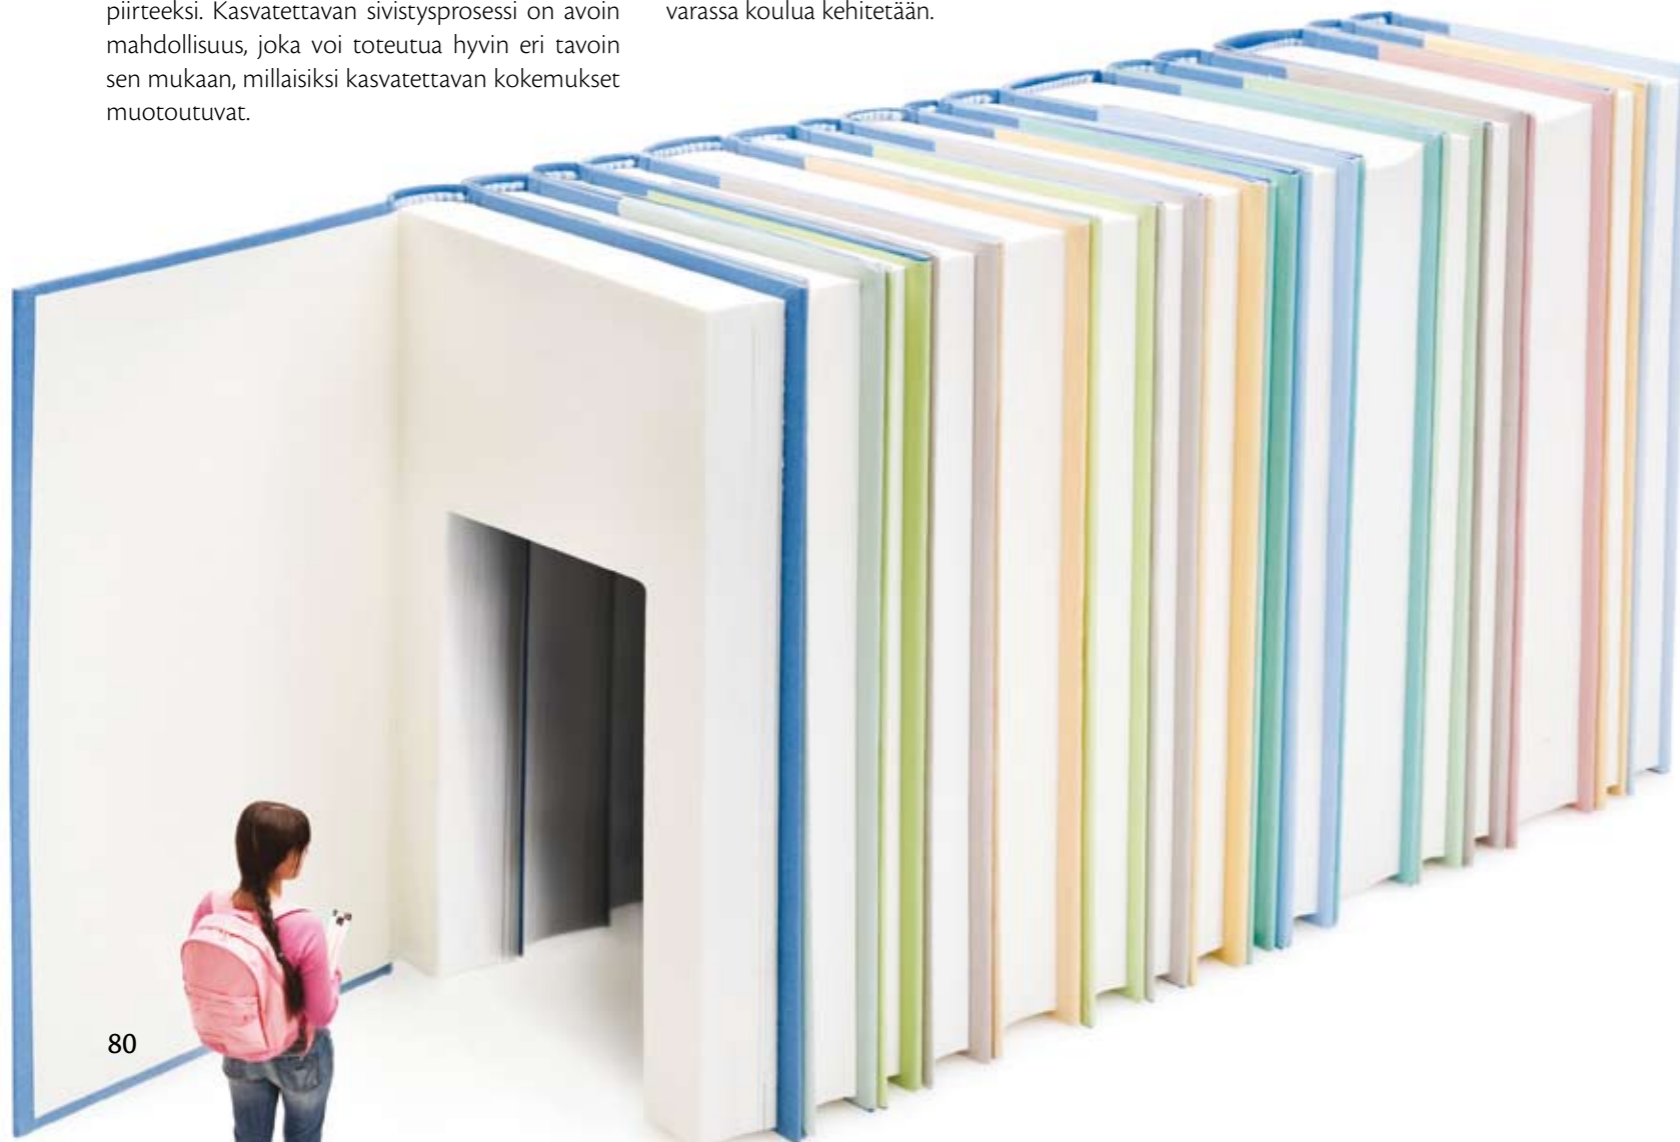 piirteeksi. Kasvatettavan sivistysprosessi on avoin
mahdollisuus, joka voi toteutua hyvin eri tavoin
sen mukaan, millaisiksi kasvatettavan kokemukset
muotoutuvat.
varassa koulua kehitetään.
80